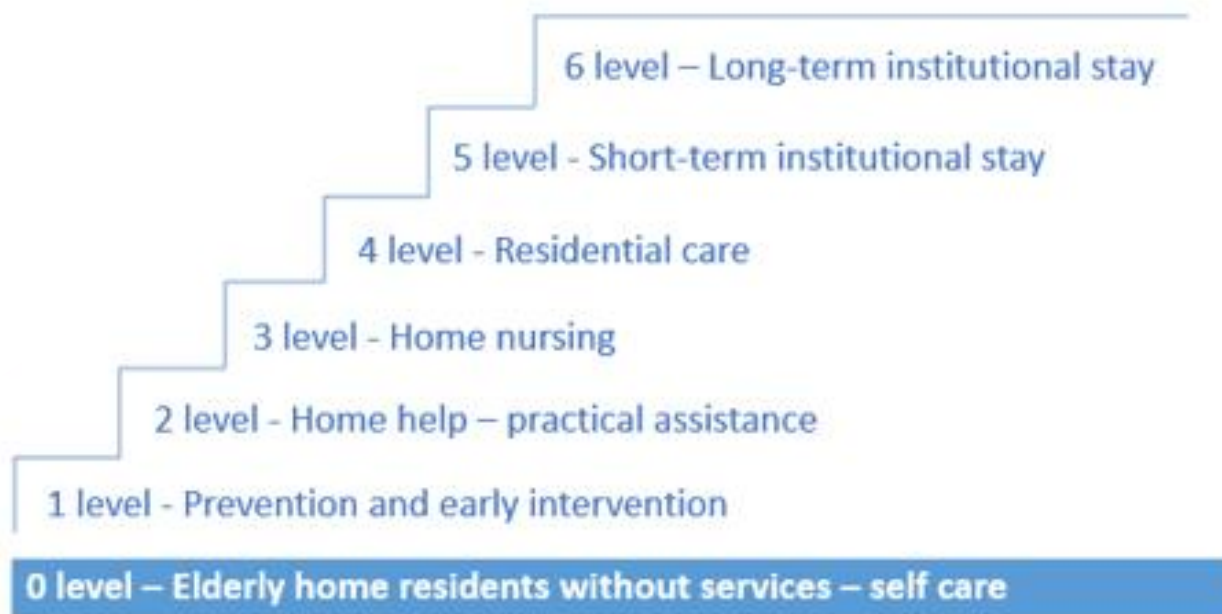 6 level – Long-term institutional stay
5 level - Short-term institutional stay
4 level - Residential care
3 level - Home nursing
2 level - Home help – practical assistance
1 level - Prevention and early intervention
0 level – Elderly home residents without services – self care